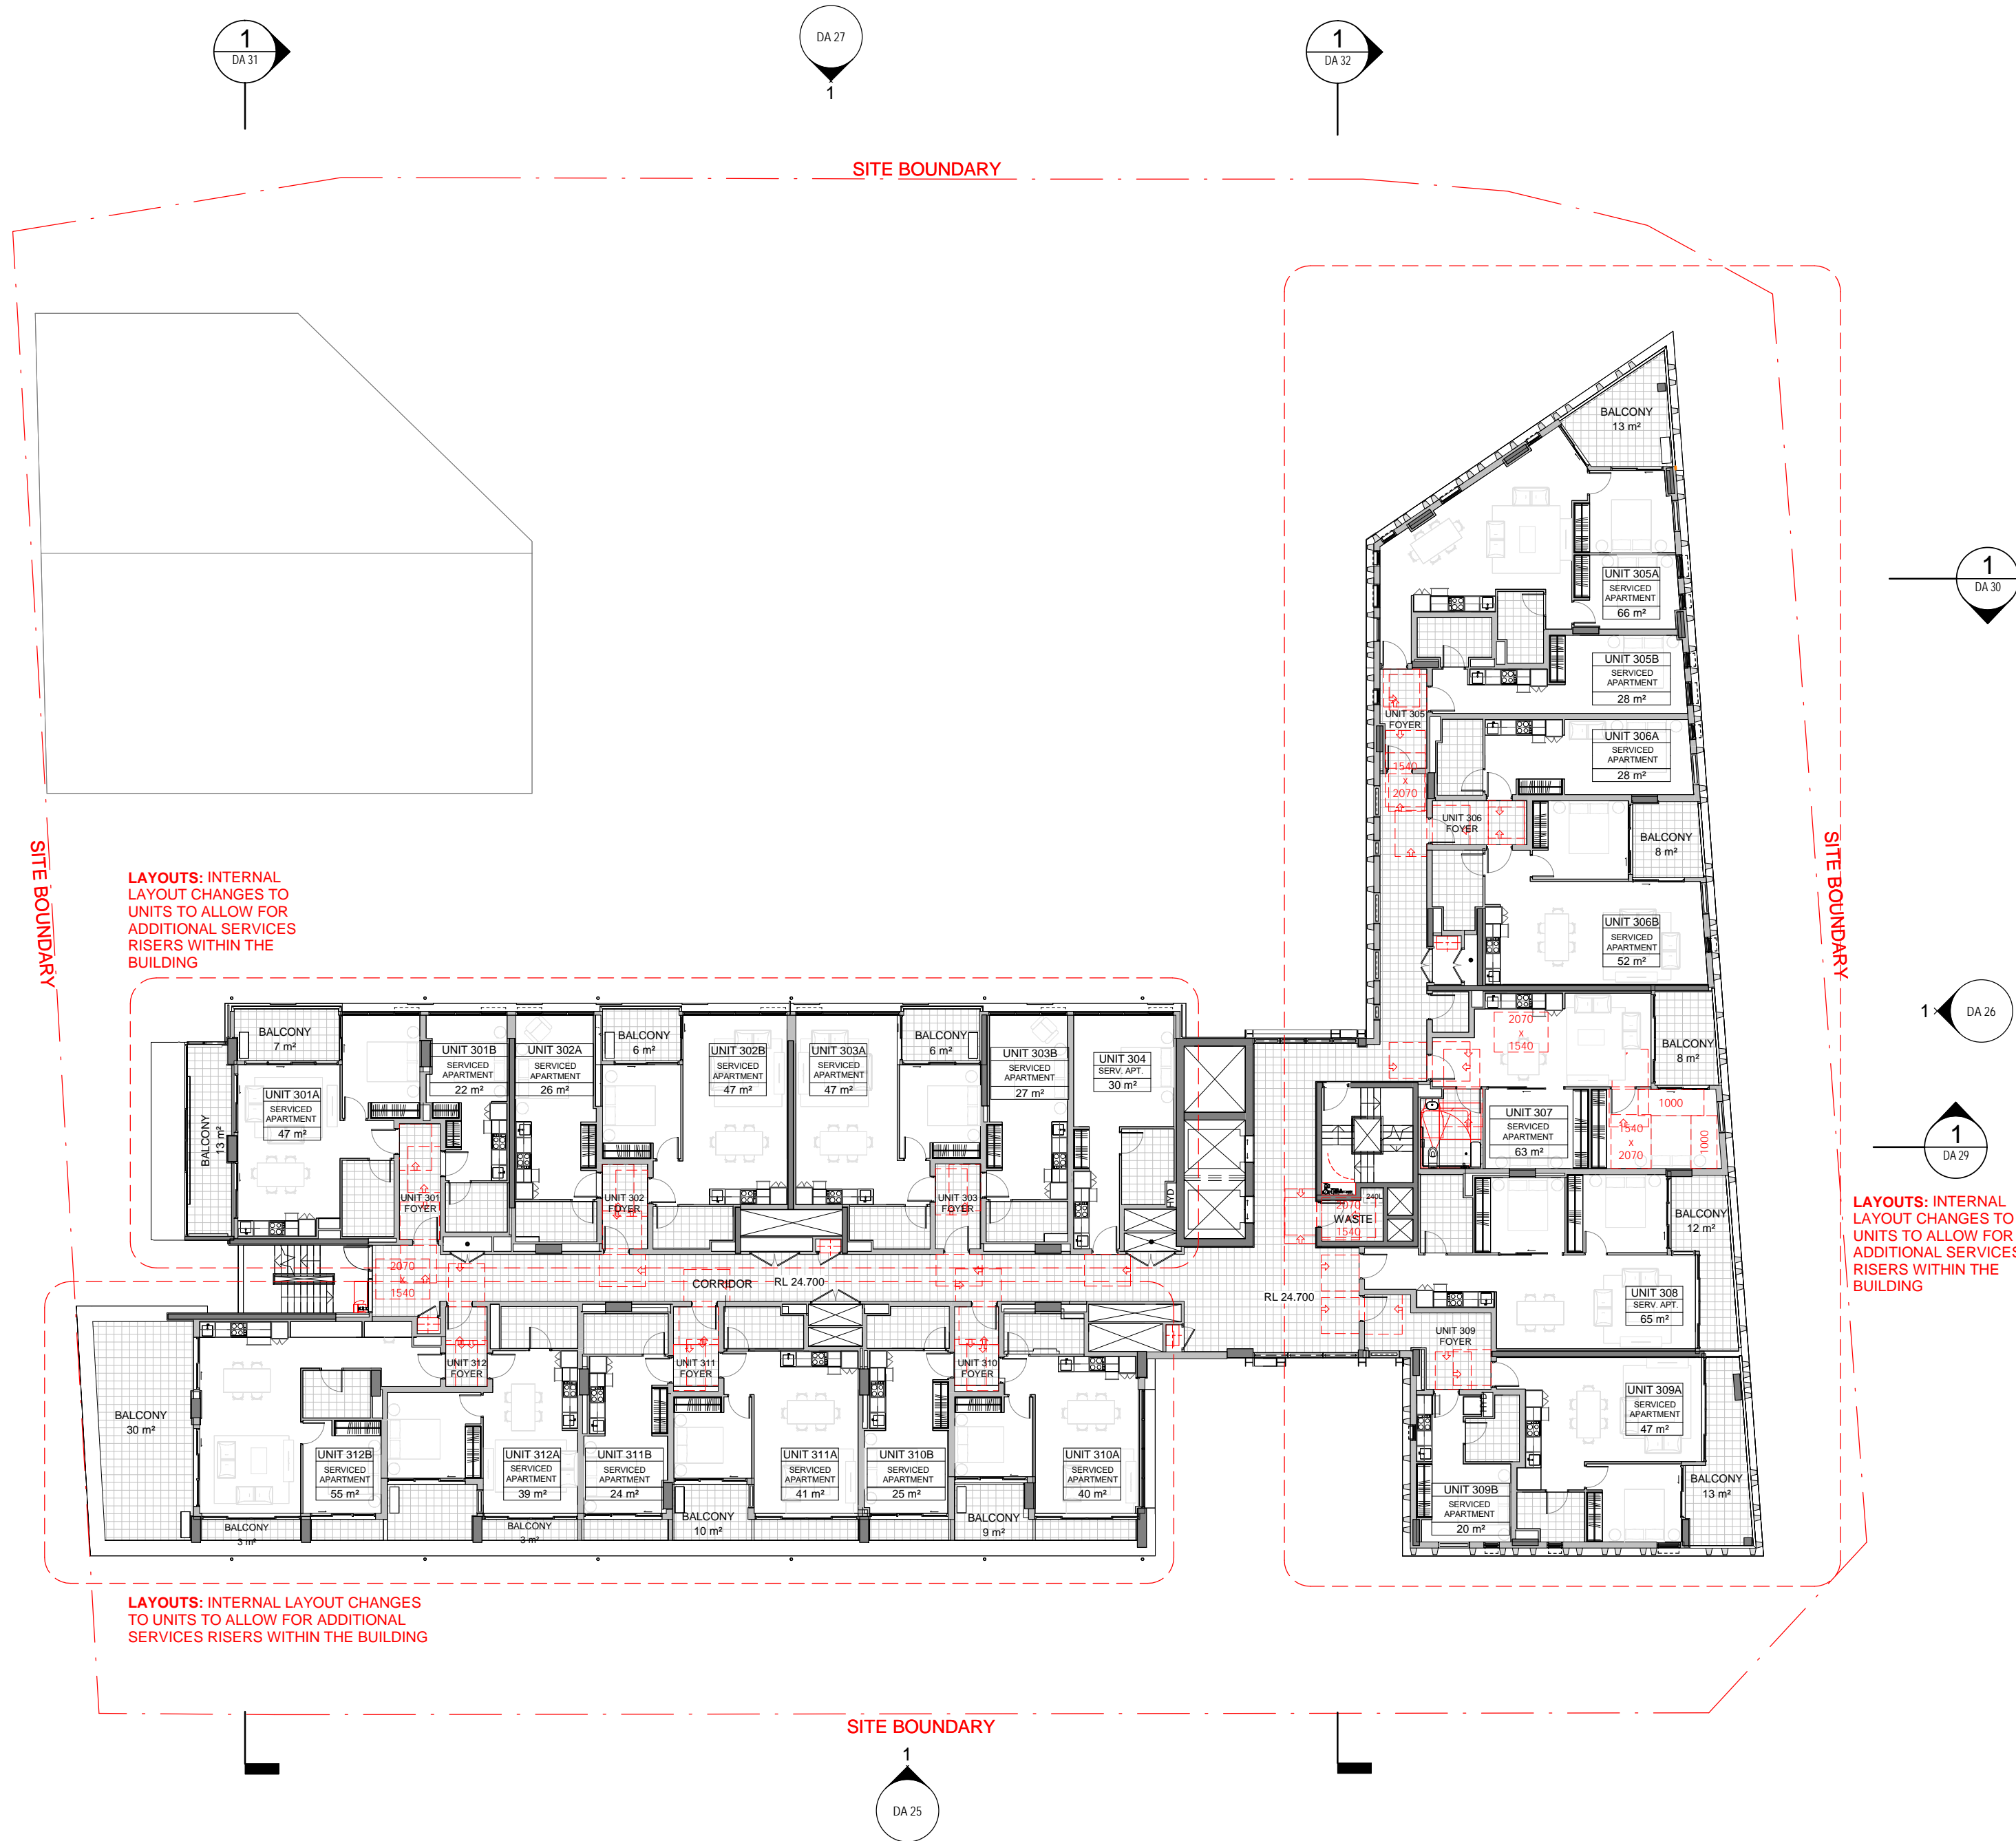 1
DA 31
DA 27
1
1
DA 32
SITE BOUNDARY
BALCONY
13 m²
1
DA 30
UNIT 305A
SERVICED
APARTMENT
66 m²
UNIT 305B
SERVICED
APARTMENT
28 m²
UNIT 305
FOYER
UNIT 306A
SERVICED
APARTMENT
28 m²
1540
x
2070
UNIT 306
FOYER
BALCONY
8 m²
SITE BOUNDARY
SITE BOUNDARY
LAYOUTS: INTERNAL
LAYOUT CHANGES TO
UNITS TO ALLOW FOR
ADDITIONAL SERVICES
RISERS WITHIN THE
BUILDING
UNIT 306B
SERVICED
APARTMENT
52 m²
1
DA 26
2070
x
1540
BALCONY
8 m²
BALCONY
7 m²
UNIT 301B
SERVICED
APARTMENT
22 m²
UNIT 302A
SERVICED
APARTMENT
26 m²
BALCONY
6 m²
UNIT 302B
SERVICED
APARTMENT
47 m²
UNIT 303A
SERVICED
APARTMENT
47 m²
BALCONY
6 m²
UNIT 303B
SERVICED
APARTMENT
27 m²
UNIT 304
SERV. APT.
30 m²
UNIT 301A
SERVICED
APARTMENT
47 m²
BALCONY
13 m²
1000
UNIT 307
SERVICED
APARTMENT
63 m²
1540
x
2070
1000
1
DA 29
UNIT 301
FOYER
UNIT 302
FOYER
UNIT 303
FOYER
HYD
240L
2070
WASTE
1540
BALCONY
12 m²
LAYOUTS: INTERNAL
LAYOUT CHANGES TO
UNITS TO ALLOW FOR
ADDITIONAL SERVICES
RISERS WITHIN THE
BUILDING
2070
x
1540
CORRIDOR
RL 24.700
RL 24.700
UNIT 308
SERV. APT.
65 m²
UNIT 309
FOYER
UNIT 312
FOYER
UNIT 311
FOYER
UNIT 310
FOYER
UNIT 309A
SERVICED
APARTMENT
47 m²
BALCONY
30 m²
UNIT 312B
SERVICED
APARTMENT
55 m²
UNIT 312A
SERVICED
APARTMENT
39 m²
UNIT 311B
SERVICED
APARTMENT
24 m²
UNIT 311A
SERVICED
APARTMENT
41 m²
UNIT 310B
SERVICED
APARTMENT
25 m²
UNIT 310A
SERVICED
APARTMENT
40 m²
UNIT 309B
SERVICED
APARTMENT
20 m²
BALCONY
13 m²
BALCONY
3 m²
BALCONY
3 m²
BALCONY
10 m²
BALCONY
9 m²
LAYOUTS: INTERNAL LAYOUT CHANGES
TO UNITS TO ALLOW FOR ADDITIONAL
SERVICES RISERS WITHIN THE BUILDING
SITE BOUNDARY
1
DA 25